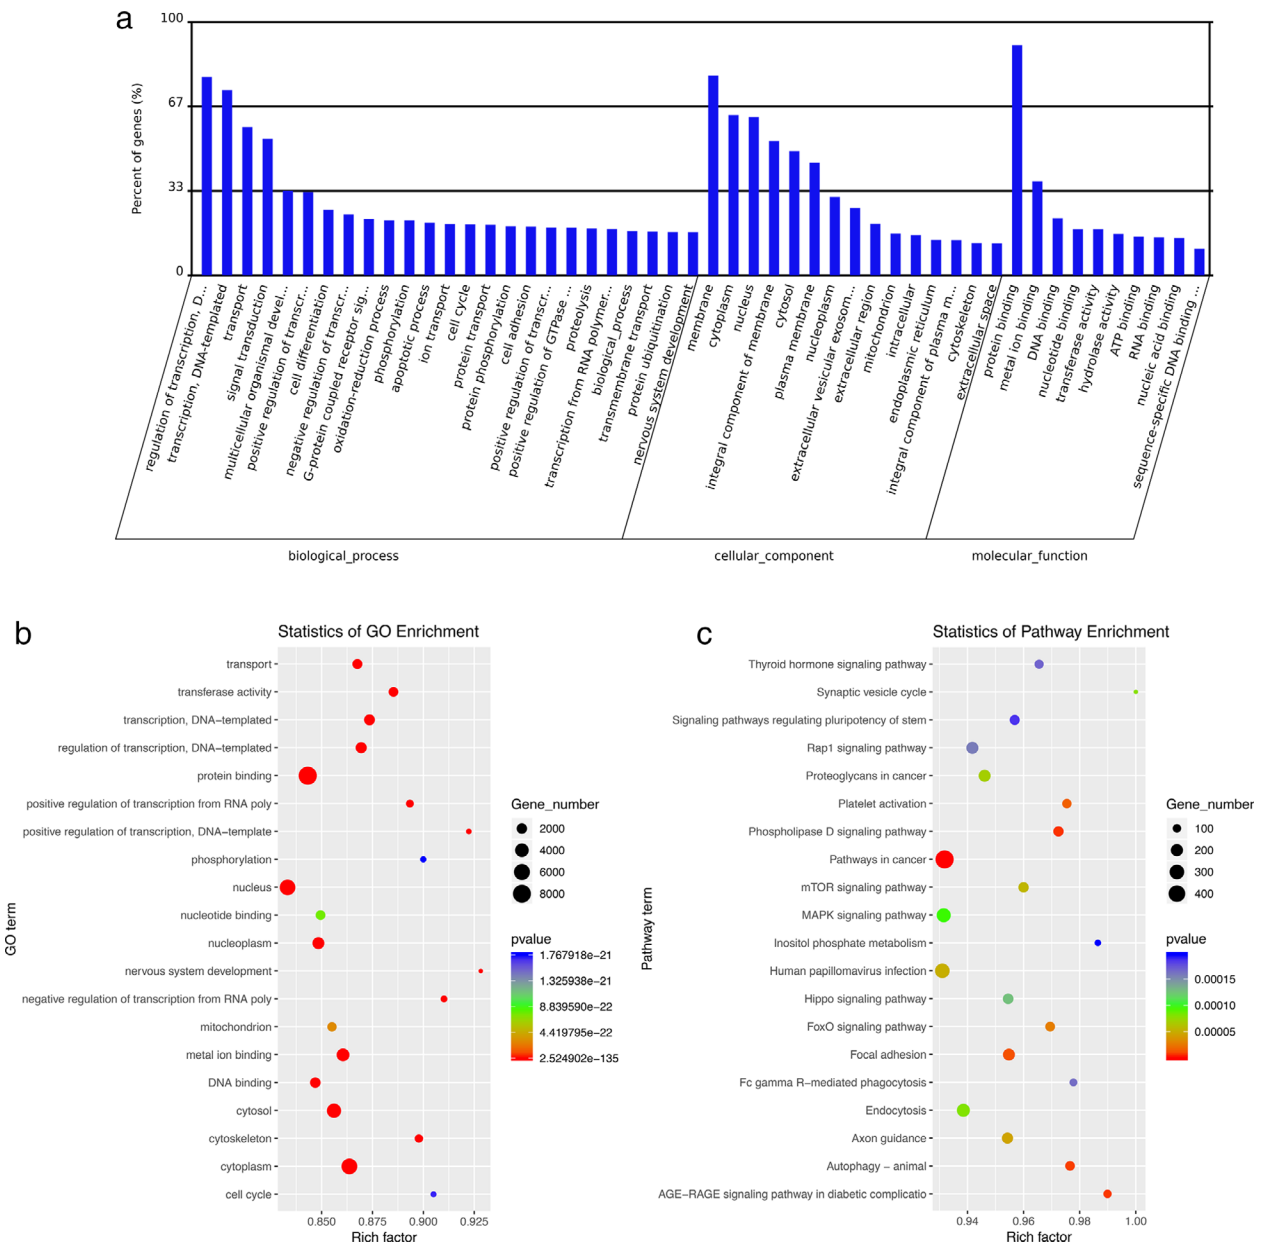 a
100
67
33
0
Percent of genes (%)
regulation of transcription, D...
transcription, DNA-templated
transport
signal transduction
multicellular organismal devel...
positive regulation of transcr...
cell differentiation
negative regulation of transcr...
G-protein coupled receptor sig...
oxidation-reduction process
phosphorylation
apoptotic process
ion transport
cell cycle
protein transport
protein phosphorylation
cell adhesion
positive regulation of transcr...
positive regulation of GTPase ...
proteolysis
transcription from RNA polymer...
biological_process
transmembrane transport
protein ubiquitination
nervous system development
membrane
cytoplasm
nucleus
integral component of membrane
cytosol
plasma membrane
nucleoplasm
extracellular vesicular exosom...
extracellular region
mitochondrion
intracellular
endoplasmic reticulum
integral component of plasma m...
cytoskeleton
extracellular space
protein binding
metal ion binding
DNA binding
nucleotide binding
transferase activity
hydrolase activity
ATP binding
RNA binding
nucleic acid binding
sequence-specific DNA binding ...
biological_process
cellular_component
molecular_function
b
Statistics of GO Enrichment
GO term
transport
transferase activity
transcription, DNA−templated
regulation of transcription, DNA−templated
protein binding
positive regulation of transcription from RNA poly
positive regulation of transcription, DNA−template
phosphorylation
nucleus
nucleotide binding
nucleoplasm
nervous system development
negative regulation of transcription from RNA poly
mitochondrion
metal ion binding
DNA binding
cytosol
cytoskeleton
cytoplasm
cell cycle
0.850
0.875
0.900
0.925
Rich factor
Gene_number
2000
4000
6000
8000
pvalue
1.767918e−21
1.325938e−21
8.839590e−22
4.419795e−22
2.524902e−135
c
Statistics of Pathway Enrichment
Pathway term
Thyroid hormone signaling pathway
Synaptic vesicle cycle
Signaling pathways regulating pluripotency of stem
Rap1 signaling pathway
Proteoglycans in cancer
Platelet activation
Phospholipase D signaling pathway
Pathways in cancer
mTOR signaling pathway
MAPK signaling pathway
Inositol phosphate metabolism
Human papillomavirus infection
Hippo signaling pathway
FoxO signaling pathway
Focal adhesion
Fc gamma R−mediated phagocytosis
Endocytosis
Axon guidance
Autophagy − animal
AGE−RAGE signaling pathway in diabetic complicatio
0.94
0.96
0.98
1.00
Rich factor
Gene_number
100
200
300
400
pvalue
0.00015
0.00010
0.00005